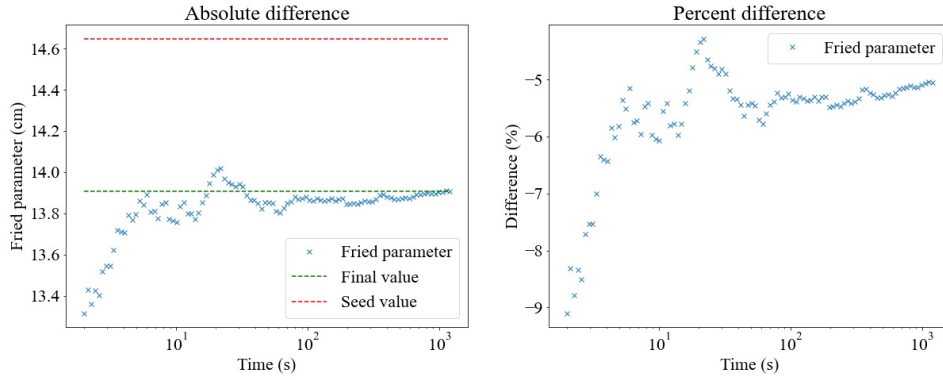 Absolute difference
Fried parameter (cm)
14.6
14.4
14.2
14.0
13.8
13.6
13.4
Fried parameter
Final value
Seed value
10¹
10²
10³
Time (s)
Percent difference
Difference (%)
−5
−6
−7
−8
−9
Fried parameter
10¹
10²
10³
Time (s)